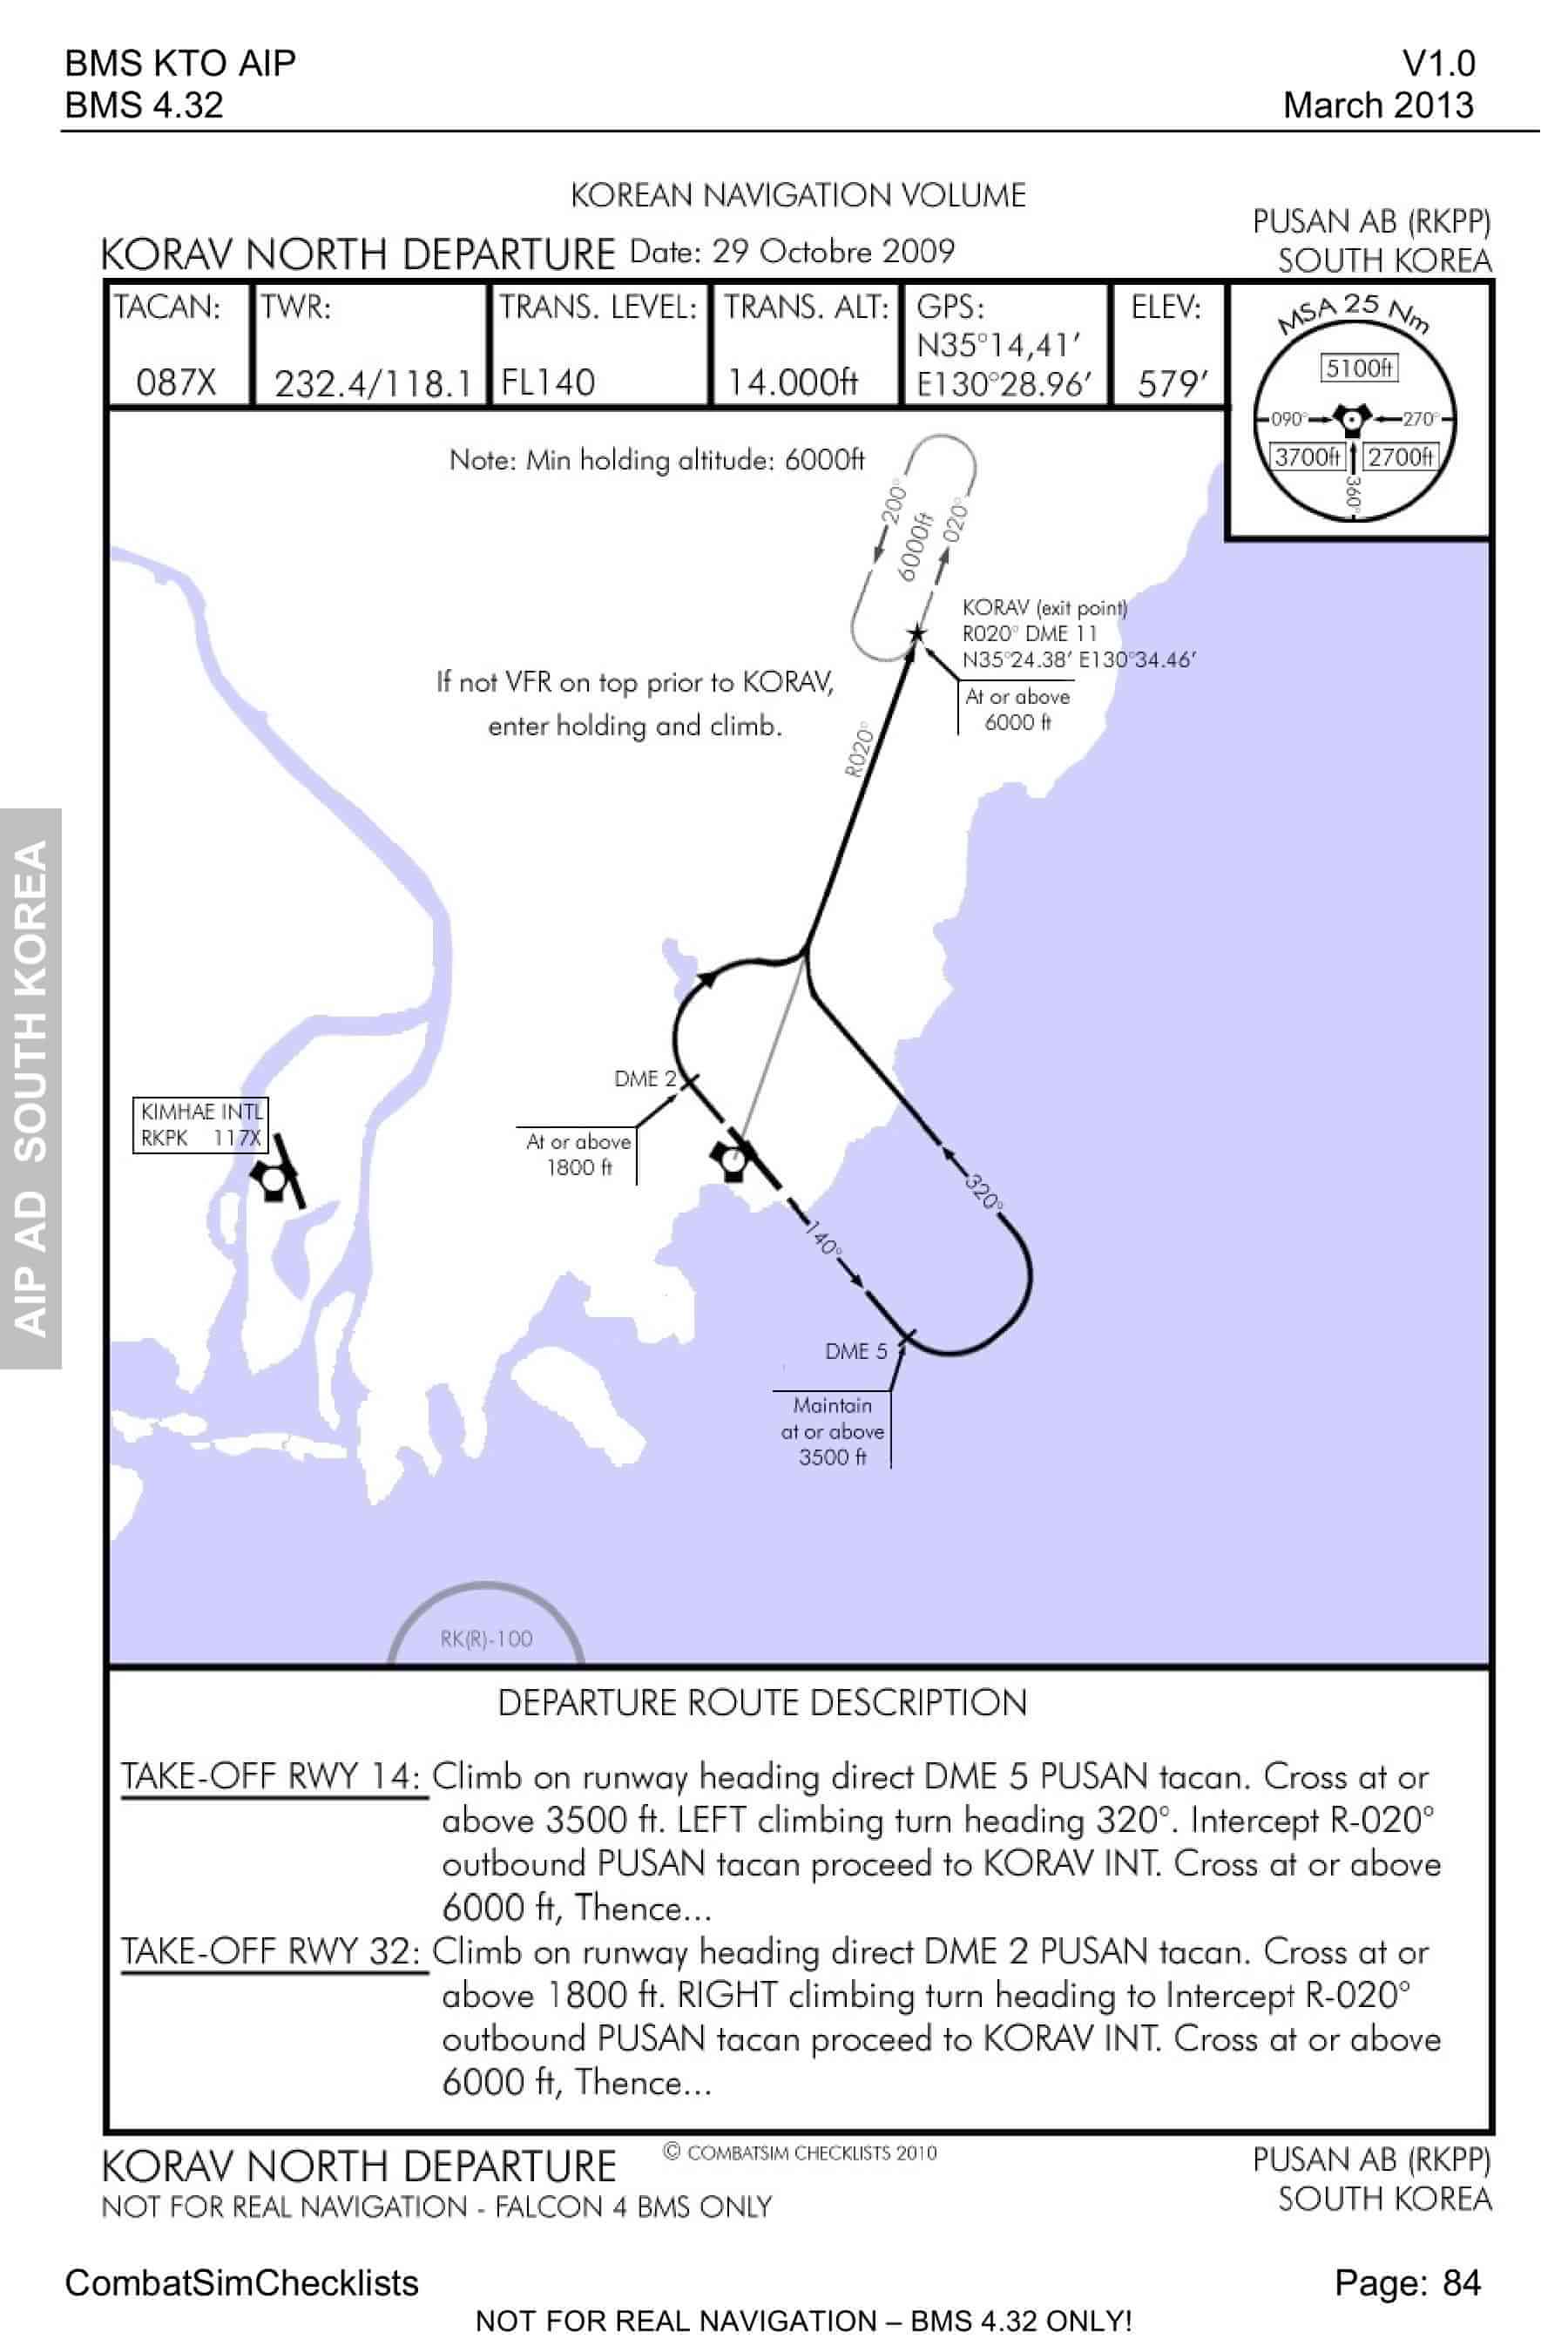 BMS KTO AIP
V1.0
BMS 4.32
March 2013
KOREAN NAVIGATION VOLUME
PUSAN AB (RKPP)
SOUTH KOREA
KORAV NORTH DEPARTURE Date: 29 Octobre 2009
TACAN:
087X
TWR:
232.4/118.1
TRANS. LEVEL:
FL140
TRANS. ALT:
14.000ft
GPS:
N35°14,41’
E130°28.96’
ELEV:
579’
MSA 25 Nm
5100ft
090°
270°
3700ft
2700ft
360°
Note: Min holding altitude: 6000ft
200°
6000ft
020°
KORAV (exit point)
R020° DME 11
N35°24.38’ E130°34.46’
At or above
6000 ft
If not VFR on top prior to KORAV,
enter holding and climb.
R020°
DME 2
At or above
1800 ft
KIMHAE INTL
RKPK 117X
320°
140°
DME 5
Maintain
at or above
3500 ft
RK(R)-100
AIP AD SOUTH KOREA
DEPARTURE ROUTE DESCRIPTION
TAKE-OFF RWY 14: Climb on runway heading direct DME 5 PUSAN tacan. Cross at or
above 3500 ft. LEFT climbing turn heading 320°. Intercept R-020°
outbound PUSAN tacan proceed to KORAV INT. Cross at or above
6000 ft, Thence...
TAKE-OFF RWY 32: Climb on runway heading direct DME 2 PUSAN tacan. Cross at or
above 1800 ft. RIGHT climbing turn heading to Intercept R-020°
outbound PUSAN tacan proceed to KORAV INT. Cross at or above
6000 ft, Thence...
KORAV NORTH DEPARTURE
© COMBATSIM CHECKLISTS 2010
PUSAN AB (RKPP)
SOUTH KOREA
NOT FOR REAL NAVIGATION - FALCON 4 BMS ONLY
CombatSimChecklists
Page: 84
NOT FOR REAL NAVIGATION – BMS 4.32 ONLY!